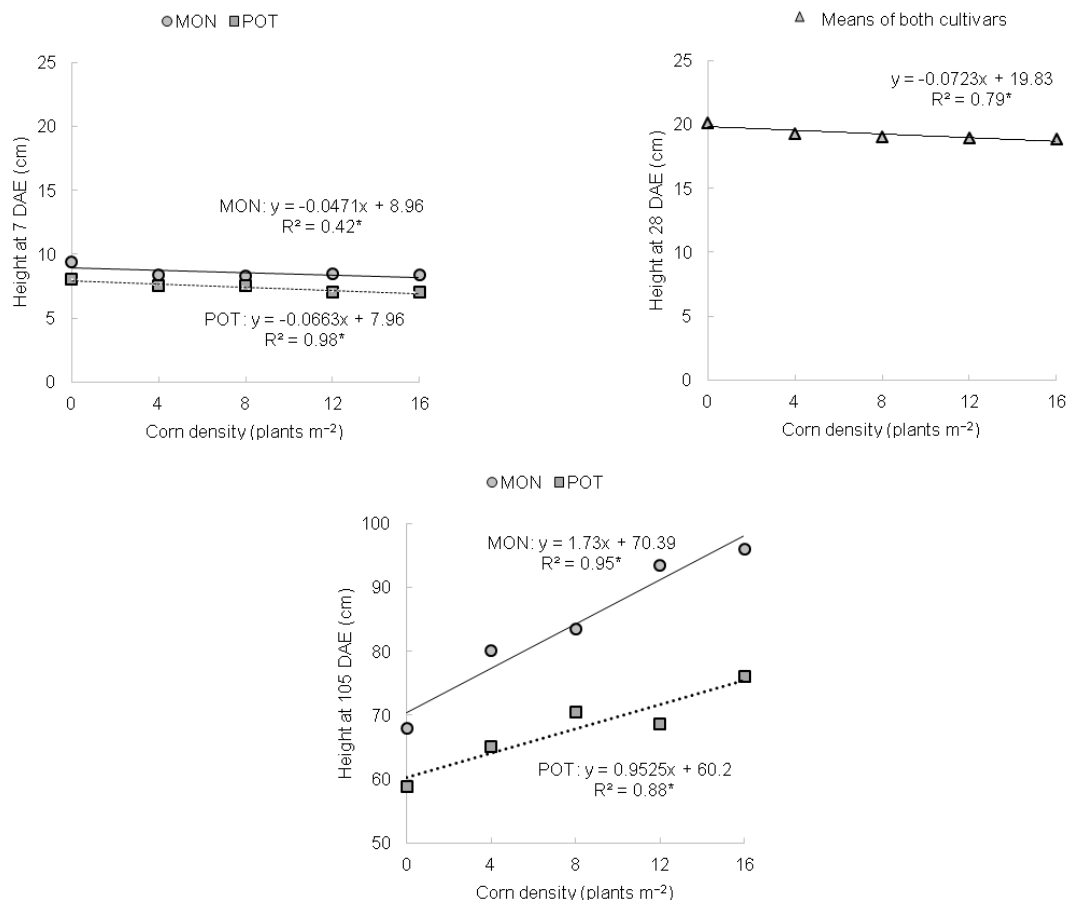 MON POT
25
20
15
10
5
0
Height at 7 DAE (cm)
MON: y = -0.0471x + 8.96
R² = 0.42*
POT: y = -0.0663x + 7.96
R² = 0.98*
0 4 8 12 16
Corn density (plants m⁻²)
Means of both cultivars
25
20
15
10
5
0
Height at 28 DAE (cm)
y = -0.0723x + 19.83
R² = 0.79*
0 4 8 12 16
Corn density (plants m⁻²)
MON POT
100
90
80
70
60
50
Height at 105 DAE (cm)
MON: y = 1.73x + 70.39
R² = 0.95*
POT: y = 0.9525x + 60.2
R² = 0.88*
0 4 8 12 16
Corn density (plants m⁻²)